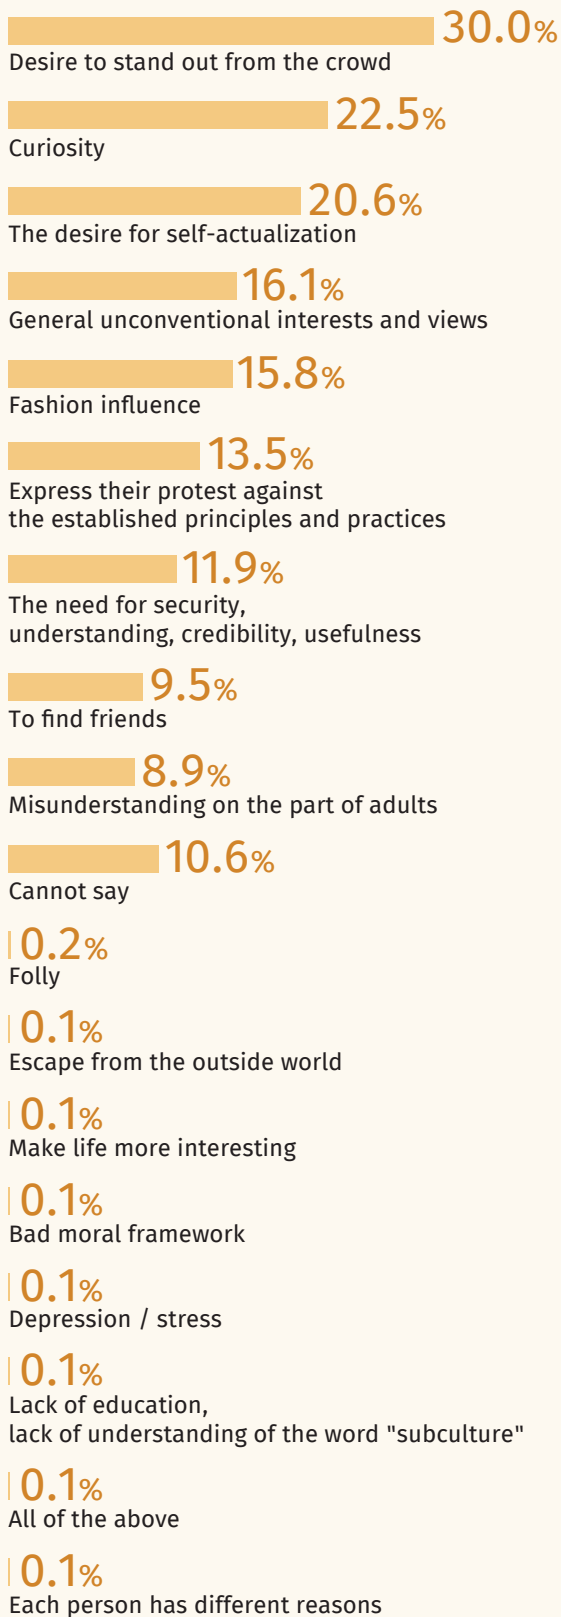 30.0%
Desire to stand out from the crowd
22.5%
Curiosity
20.6%
The desire for self-actualization
16.1%
General unconventional interests and views
15.8%
Fashion influence
13.5%
Express their protest against
the established principles and practices
11.9%
The need for security,
understanding, credibility, usefulness
9.5%
To find friends
8.9%
Misunderstanding on the part of adults
10.6%
Cannot say
0.2%
Folly
0.1%
Escape from the outside world
0.1%
Make life more interesting
0.1%
Bad moral framework
0.1%
Depression / stress
0.1%
Lack of education,
lack of understanding of the word "subculture"
0.1%
All of the above
0.1%
Each person has different reasons